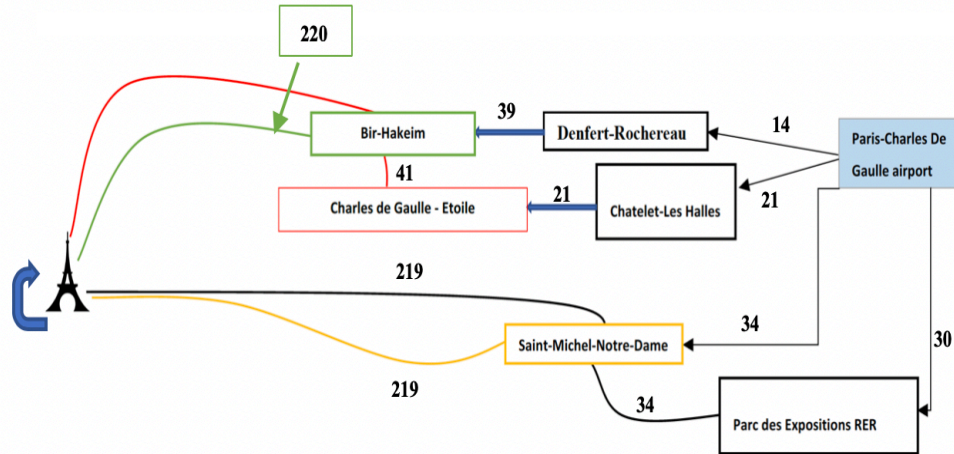 220
39
Denfert-Rochereau
14
Paris-Charles De
Gaulle airport
Bir-Hakeim
41
Charles de Gaulle - Etoile
21
Chatelet-Les Halles
21
219
Saint-Michel-Notre-Dame
34
30
219
34
Parc des Expositions RER